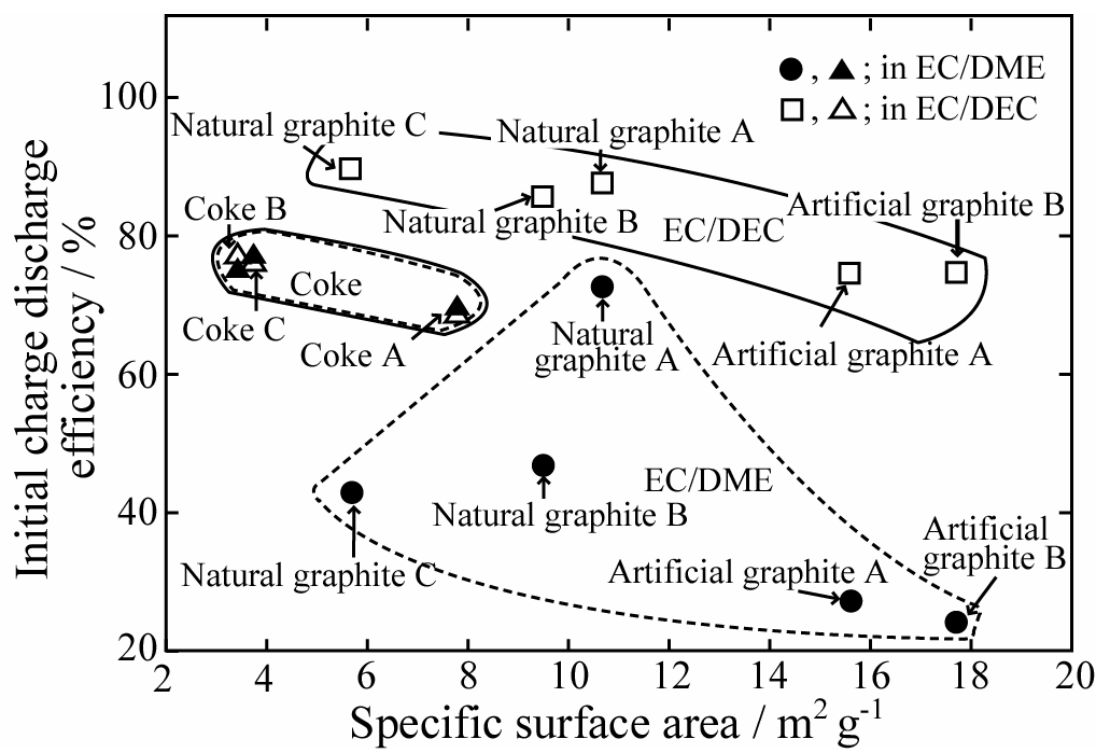 Initial charge discharge
efficiency / %
100
80
60
40
20
●, ▲; in EC/DME
□, △; in EC/DEC
Natural graphite C
Natural graphite A
Natural graphite B
EC/DEC
Artificial graphite B
Artificial graphite A
Coke B
Coke
Coke C
Coke A
Natural
graphite A
EC/DME
Natural graphite B
Natural graphite C
Artificial graphite A
Artificial
graphite B
2 4 6 8 10 12 14 16 18 20
Specific surface area / m² g⁻¹